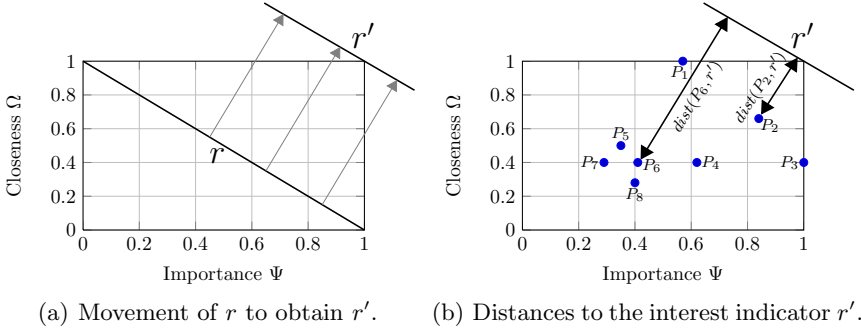 r′
1
0.8
0.6
0.4
0.2
0
0 0.2 0.4 0.6 0.8 1
Closeness Ω
Importance Ψ
r
(a) Movement of r to obtain r′.
r′
1
0.8
0.6
0.4
0.2
0
0 0.2 0.4 0.6 0.8 1
Closeness Ω
Importance Ψ
P1
dist(P6, r′)
dist(P2, r′)
P2
P5
P7
P6
P4
P3
P8
(b) Distances to the interest indicator r′.